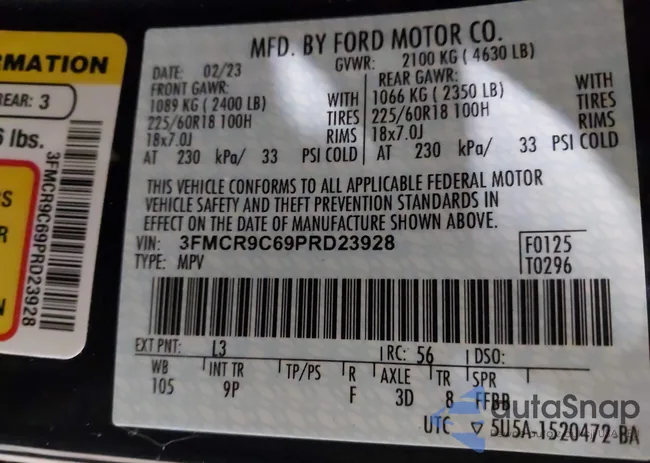 RMATION
REAR: 3
6 lbs.
3FMCR9C69PRD23928
MFD. BY FORD MOTOR CO.
DATE: 02/23 GVWR: 2100 KG (4630 LB)
FRONT GAWR: REAR GAWR:
1089 KG (2400 LB) WITH 1066 KG (2350 LB) WITH
225/60R18 100H TIRES 225/60R18 100H TIRES
18x7.0J RIMS 18x7.0J RIMS
AT 230 kPa/ 33 PSI COLD AT 230 kPa/ 33 PSI COLD
THIS VEHICLE CONFORMS TO ALL APPLICABLE FEDERAL MOTOR
VEHICLE SAFETY AND THEFT PREVENTION STANDARDS IN
EFFECT ON THE DATE OF MANUFACTURE SHOWN ABOVE.
VIN: 3FMCR9C69PRD23928 F0125
TYPE: MPV T0296
EXT PNT: L3 RC: 56 DSO:
WB INT TR TP/PS R AXLE TR SPR
105 9P F 3D 8 FFBB
UTC ▽ 5U5A-1520472-BA
autaSnap